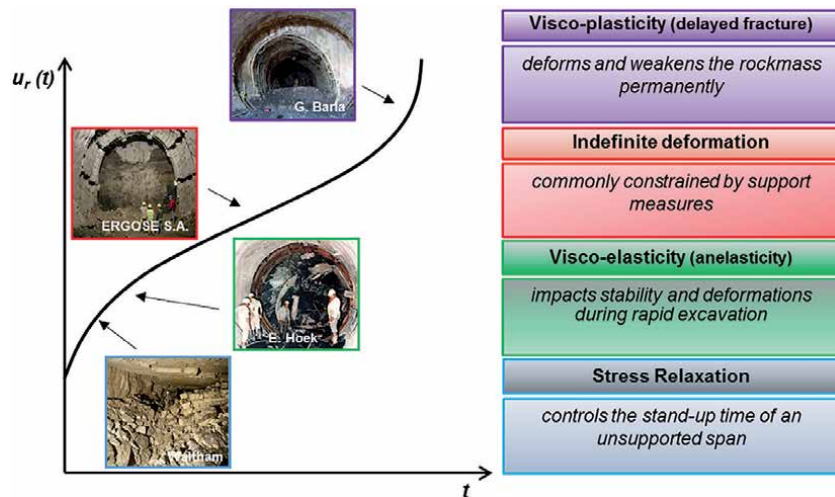 u_r (t)
G. Barla
ERGOSE S.A.
E. Hoek
Waltham
t
Visco-plasticity (delayed fracture)
deforms and weakens the rockmass
permanently
Indefinite deformation
commonly constrained by support
measures
Visco-elasticity (anelasticity)
impacts stability and deformations
during rapid excavation
Stress Relaxation
controls the stand-up time of an
unsupported span